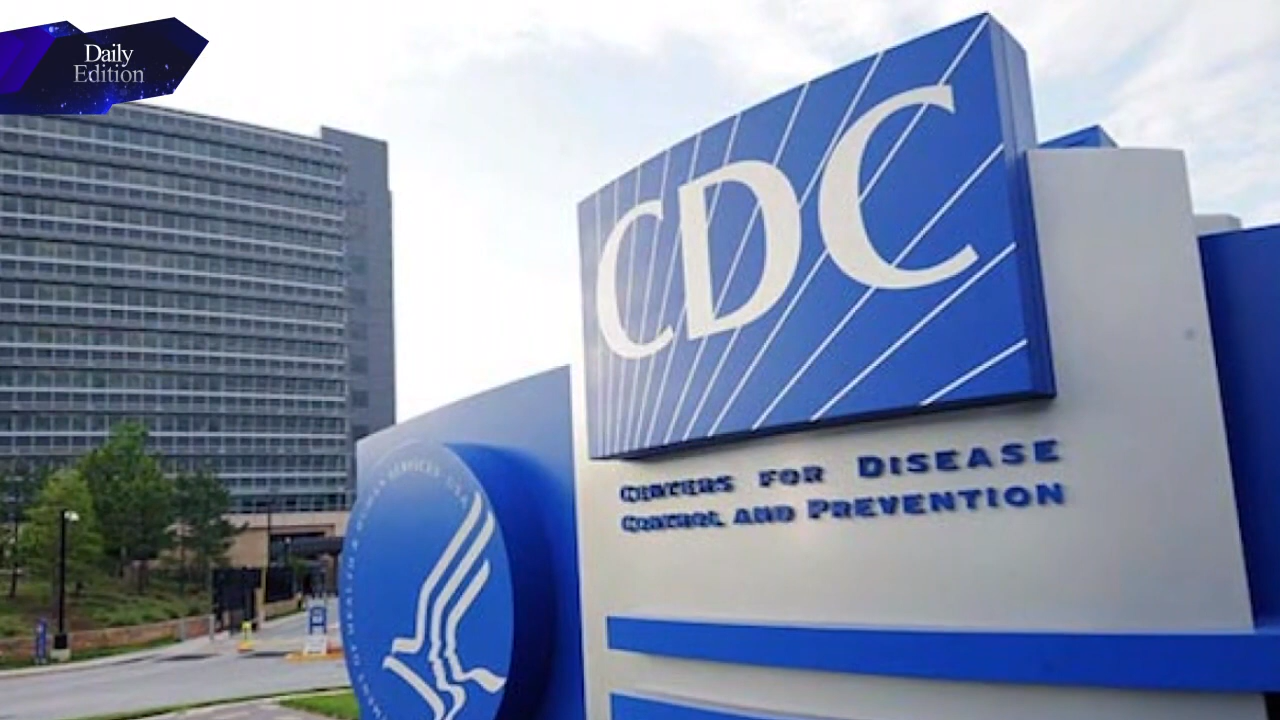 Daily
Edition
CDC
CENTERS FOR DISEASE
CONTROL AND PREVENTION